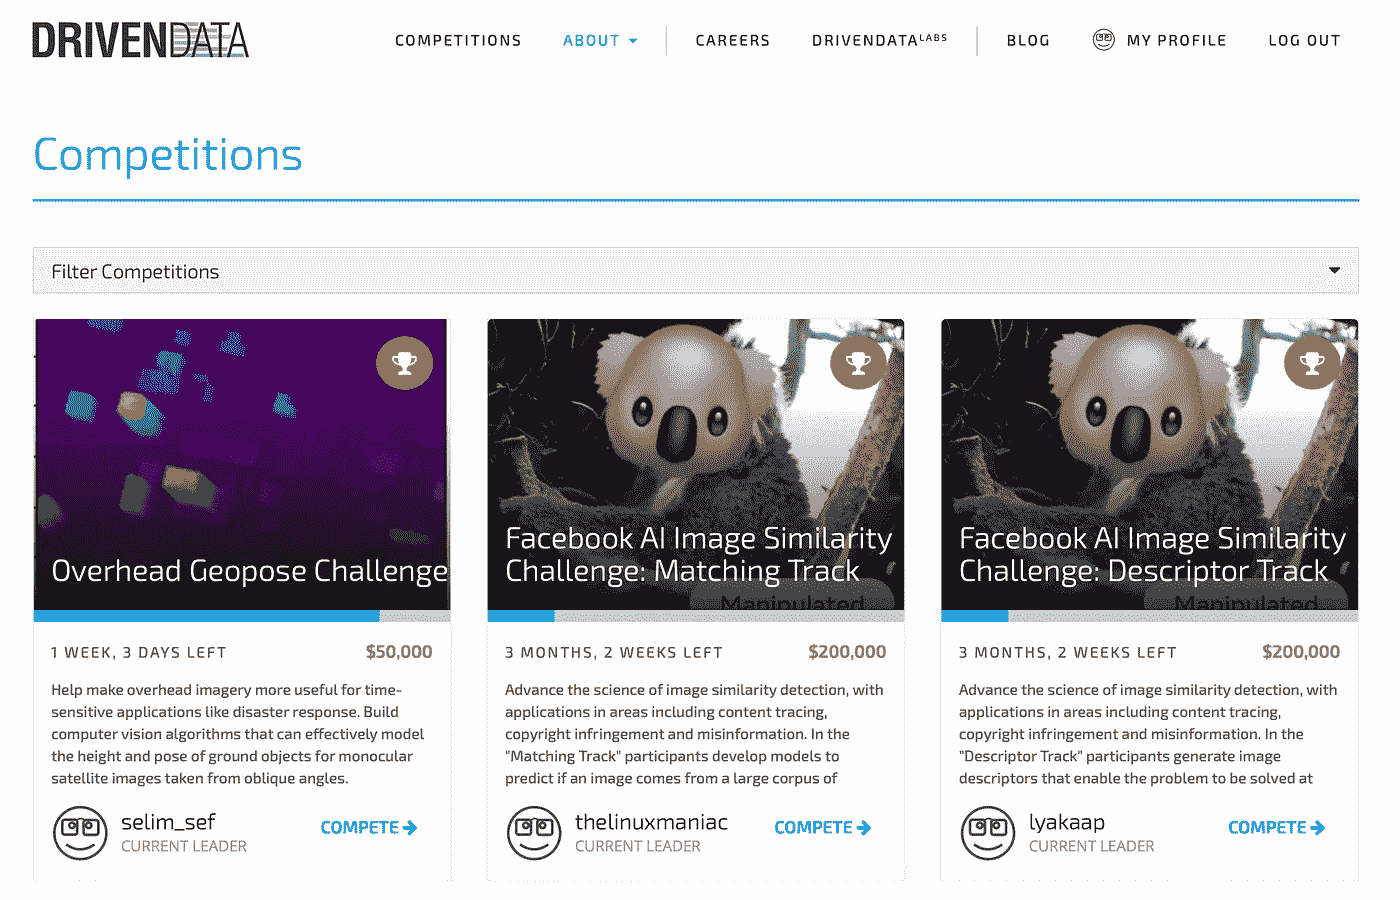 DRIVENDATA
COMPETITIONS ABOUT CAREERS DRIVENDATALABS BLOG MY PROFILE LOG OUT
Competitions
Filter Competitions
Overhead Geopose Challenge
1 WEEK, 3 DAYS LEFT $50,000
Help make overhead imagery more useful for time-
sensitive applications like disaster response. Build
computer vision algorithms that can effectively model
the height and pose of ground objects for monocular
satellite images taken from oblique angles.
selim_sef
CURRENT LEADER
COMPETE
Facebook AI Image Similarity
Challenge: Matching Track
Manipulated
3 MONTHS, 2 WEEKS LEFT $200,000
Advance the science of image similarity detection, with
applications in areas including content tracing,
copyright infringement and misinformation. In the
"Matching Track" participants develop models to
predict if an image comes from a large corpus of
thelinuxmaniac
CURRENT LEADER
COMPETE
Facebook AI Image Similarity
Challenge: Descriptor Track
Manipulated
3 MONTHS, 2 WEEKS LEFT $200,000
Advance the science of image similarity detection, with
applications in areas including content tracing,
copyright infringement and misinformation. In the
"Descriptor Track" participants generate image
descriptors that enable the problem to be solved at
lyakaap
CURRENT LEADER
COMPETE